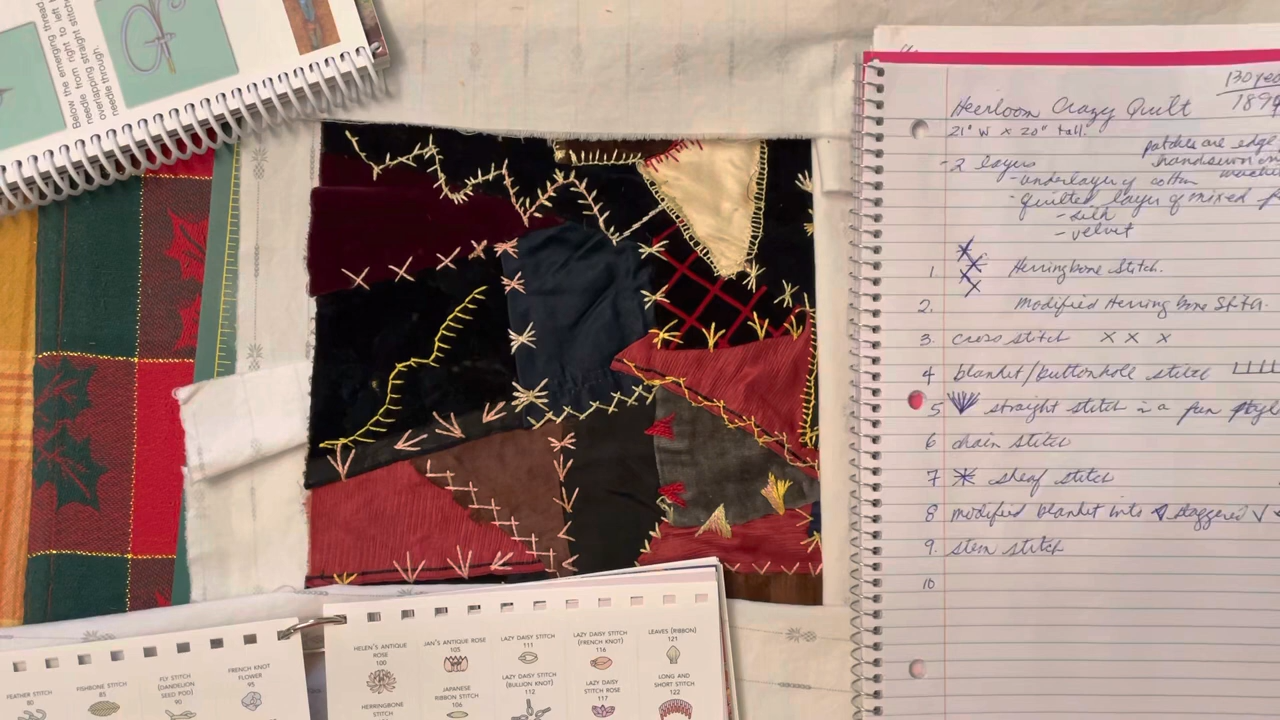 Below the emerging thread,
needle from right to left
overlapping straight stitch
needle through.
130 yea
Heirloom Crazy Quilt
189
21" W x 20" tall.
patches are edge
- 2 layers
handsewn on
- underlayer of cotton
machin
- quilted layer of mixed f
- silk
- velvet
1. Herringbone stitch.
2. Modified Herring bone Stitch.
3. cross stitch X X X
4 blanket/buttonhole stitch
5 straight stitch in a fan style
6 chain stitch
7 sheaf stitch
8 modified blanket into staggered
9. stem stitch
10
FEATHER STITCH
80
FISHBONE STITCH
85
FLY STITCH
(DANDELION
SEED POD)
90
FRENCH KNOT
FLOWER
95
HELEN'S ANTIQUE
ROSE
100
JAN'S ANTIQUE ROSE
105
LAZY DAISY STITCH
111
LAZY DAISY STITCH
(FRENCH KNOT)
116
LEAVES (RIBBON)
121
HERRINGBONE
STITCH
JAPANESE
RIBBON STITCH
106
LAZY DAISY STITCH
(BULLION KNOT)
112
LAZY DAISY
STITCH ROSE
117
LONG AND
SHORT STITCH
122